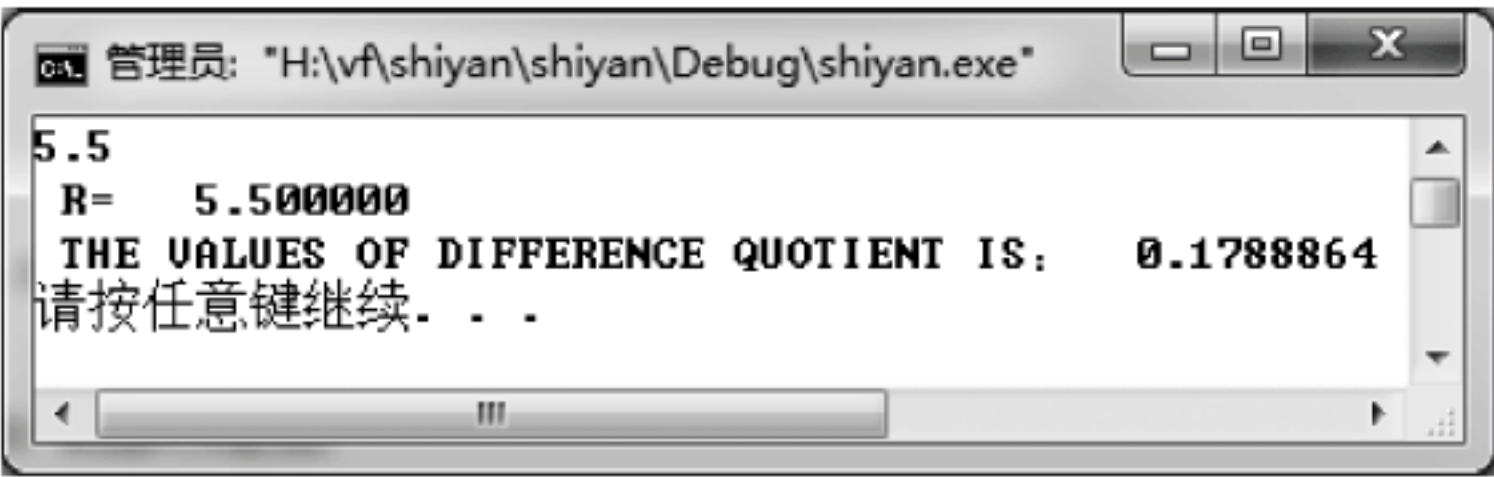 管理员: "H:\vf\shiyan\shiyan\Debug\shiyan.exe"
5.5
R= 5.500000
THE VALUES OF DIFFERENCE QUOTIENT IS: 0.1788864
请按任意键继续. . .